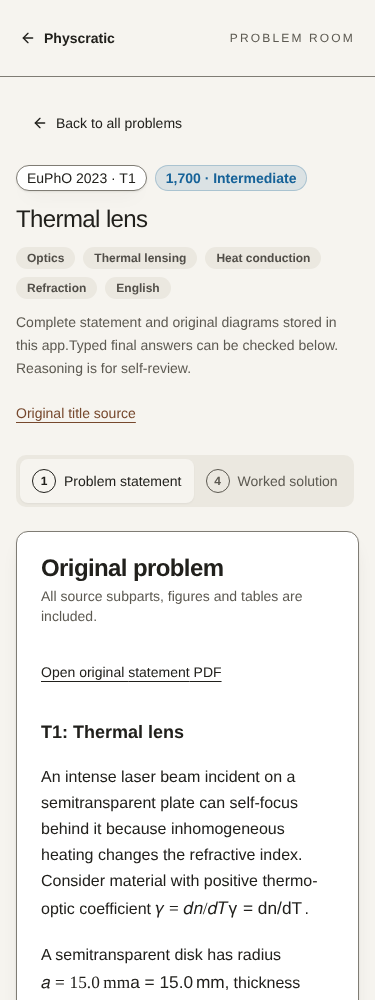 ← Physcratic
PROBLEM ROOM
← Back to all problems
EuPhO 2023 · T1
1,700 · Intermediate
Thermal lens
Optics
Thermal lensing
Heat conduction
Refraction
English
Complete statement and original diagrams stored in
this app.Typed final answers can be checked below.
Reasoning is for self-review.
Original title source
1 Problem statement
4 Worked solution
Original problem
All source subparts, figures and tables are
included.
Open original statement PDF
T1: Thermal lens
An intense laser beam incident on a
semitransparent plate can self-focus
behind it because inhomogeneous
heating changes the refractive index.
Consider material with positive thermo-
optic coefficient γ = dn/dTγ = dn/dT .
A semitransparent disk has radius
a = 15.0 mma = 15.0 mm, thickness